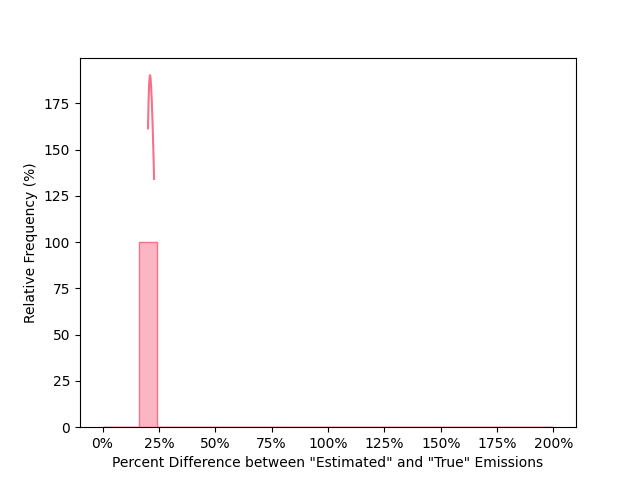 175
150
125
100
75
50
25
0
Relative Frequency (%)
0% 25% 50% 75% 100% 125% 150% 175% 200%
Percent Difference between "Estimated" and "True" Emissions